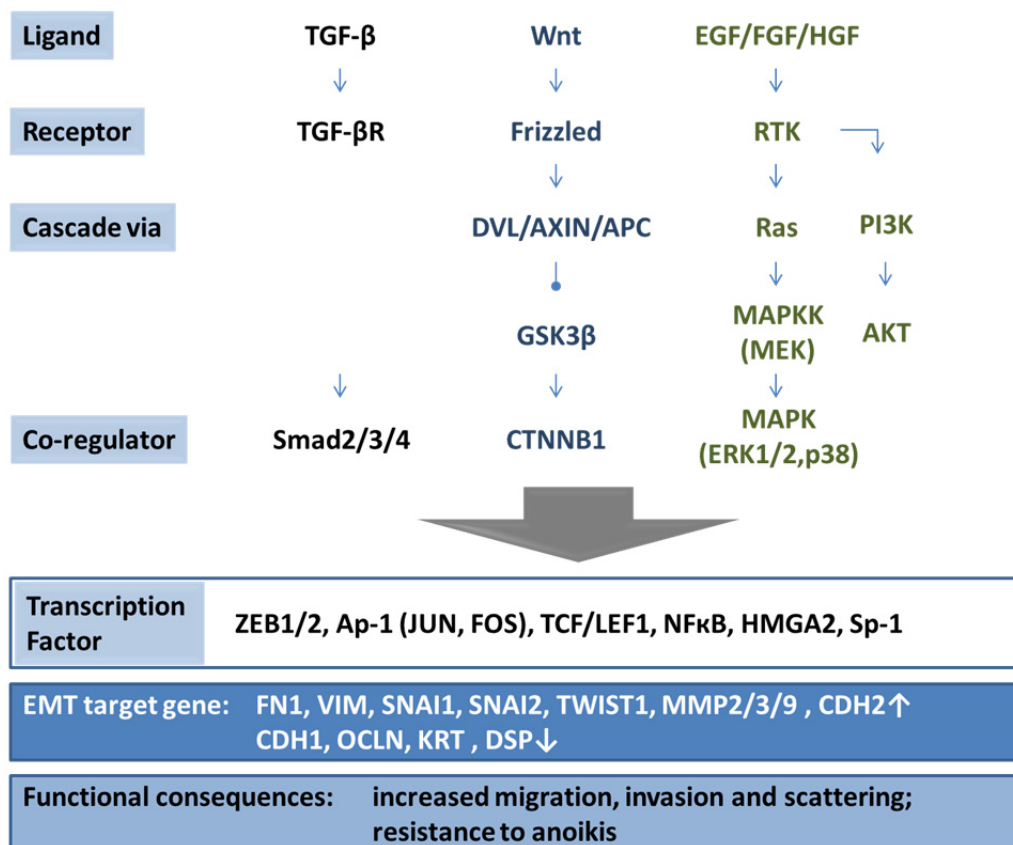 Ligand TGF-β Wnt EGF/FGF/HGF
Receptor TGF-βR Frizzled RTK
Cascade via DVL/AXIN/APC Ras PI3K
GSK3β MAPKK (MEK) AKT
Co-regulator Smad2/3/4 CTNNB1 MAPK (ERK1/2,p38)
Transcription Factor
ZEB1/2, Ap-1 (JUN, FOS), TCF/LEF1, NFκB, HMGA2, Sp-1
EMT target gene: FN1, VIM, SNAI1, SNAI2, TWIST1, MMP2/3/9 , CDH2↑
CDH1, OCLN, KRT , DSP↓
Functional consequences: increased migration, invasion and scattering;
resistance to anoikis